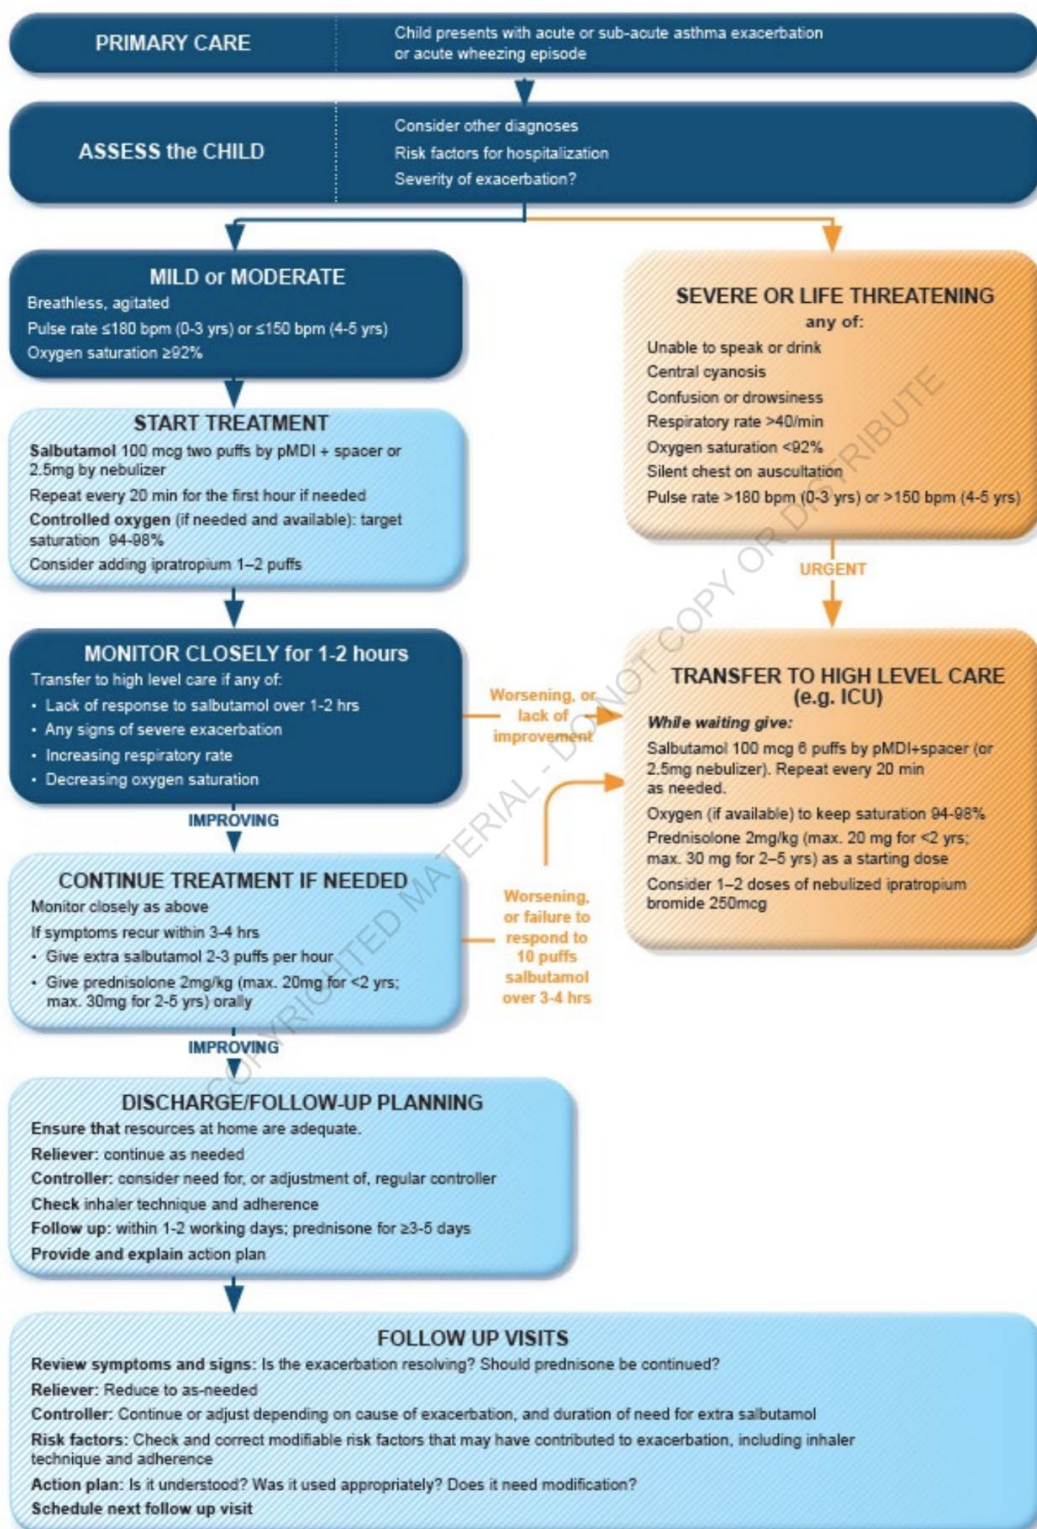 PRIMARY CARE
Child presents with acute or sub-acute asthma exacerbation
or acute wheezing episode
ASSESS the CHILD
Consider other diagnoses
Risk factors for hospitalization
Severity of exacerbation?
MILD or MODERATE
Breathless, agitated
Pulse rate ≤180 bpm (0-3 yrs) or ≤150 bpm (4-5 yrs)
Oxygen saturation ≥92%
SEVERE OR LIFE THREATENING
any of:
Unable to speak or drink
Central cyanosis
Confusion or drowsiness
Respiratory rate >40/min
Oxygen saturation <92%
Silent chest on auscultation
Pulse rate >180 bpm (0-3 yrs) or >150 bpm (4-5 yrs)
START TREATMENT
Salbutamol 100 mcg two puffs by pMDI + spacer or
2.5mg by nebulizer
Repeat every 20 min for the first hour if needed
Controlled oxygen (if needed and available): target
saturation 94-98%
Consider adding ipratropium 1–2 puffs
URGENT
MONITOR CLOSELY for 1-2 hours
Transfer to high level care if any of:
• Lack of response to salbutamol over 1-2 hrs
• Any signs of severe exacerbation
• Increasing respiratory rate
• Decreasing oxygen saturation
Worsening, or
lack of
improvement
TRANSFER TO HIGH LEVEL CARE
(e.g. ICU)
While waiting give:
Salbutamol 100 mcg 6 puffs by pMDI+spacer (or
2.5mg nebulizer). Repeat every 20 min
as needed.
Oxygen (if available) to keep saturation 94-98%
Prednisolone 2mg/kg (max. 20 mg for <2 yrs;
max. 30 mg for 2–5 yrs) as a starting dose
Consider 1–2 doses of nebulized ipratropium
bromide 250mcg
IMPROVING
CONTINUE TREATMENT IF NEEDED
Monitor closely as above
If symptoms recur within 3-4 hrs
• Give extra salbutamol 2-3 puffs per hour
• Give prednisolone 2mg/kg (max. 20mg for <2 yrs;
max. 30mg for 2-5 yrs) orally
Worsening,
or failure to
respond to
10 puffs
salbutamol
over 3-4 hrs
IMPROVING
DISCHARGE/FOLLOW-UP PLANNING
Ensure that resources at home are adequate.
Reliever: continue as needed
Controller: consider need for, or adjustment of, regular controller
Check inhaler technique and adherence
Follow up: within 1-2 working days; prednisone for ≥3-5 days
Provide and explain action plan
FOLLOW UP VISITS
Review symptoms and signs: Is the exacerbation resolving? Should prednisone be continued?
Reliever: Reduce to as-needed
Controller: Continue or adjust depending on cause of exacerbation, and duration of need for extra salbutamol
Risk factors: Check and correct modifiable risk factors that may have contributed to exacerbation, including inhaler
technique and adherence
Action plan: Is it understood? Was it used appropriately? Does it need modification?
Schedule next follow up visit
COPYRIGHTED MATERIAL - DO NOT COPY OR DISTRIBUTE